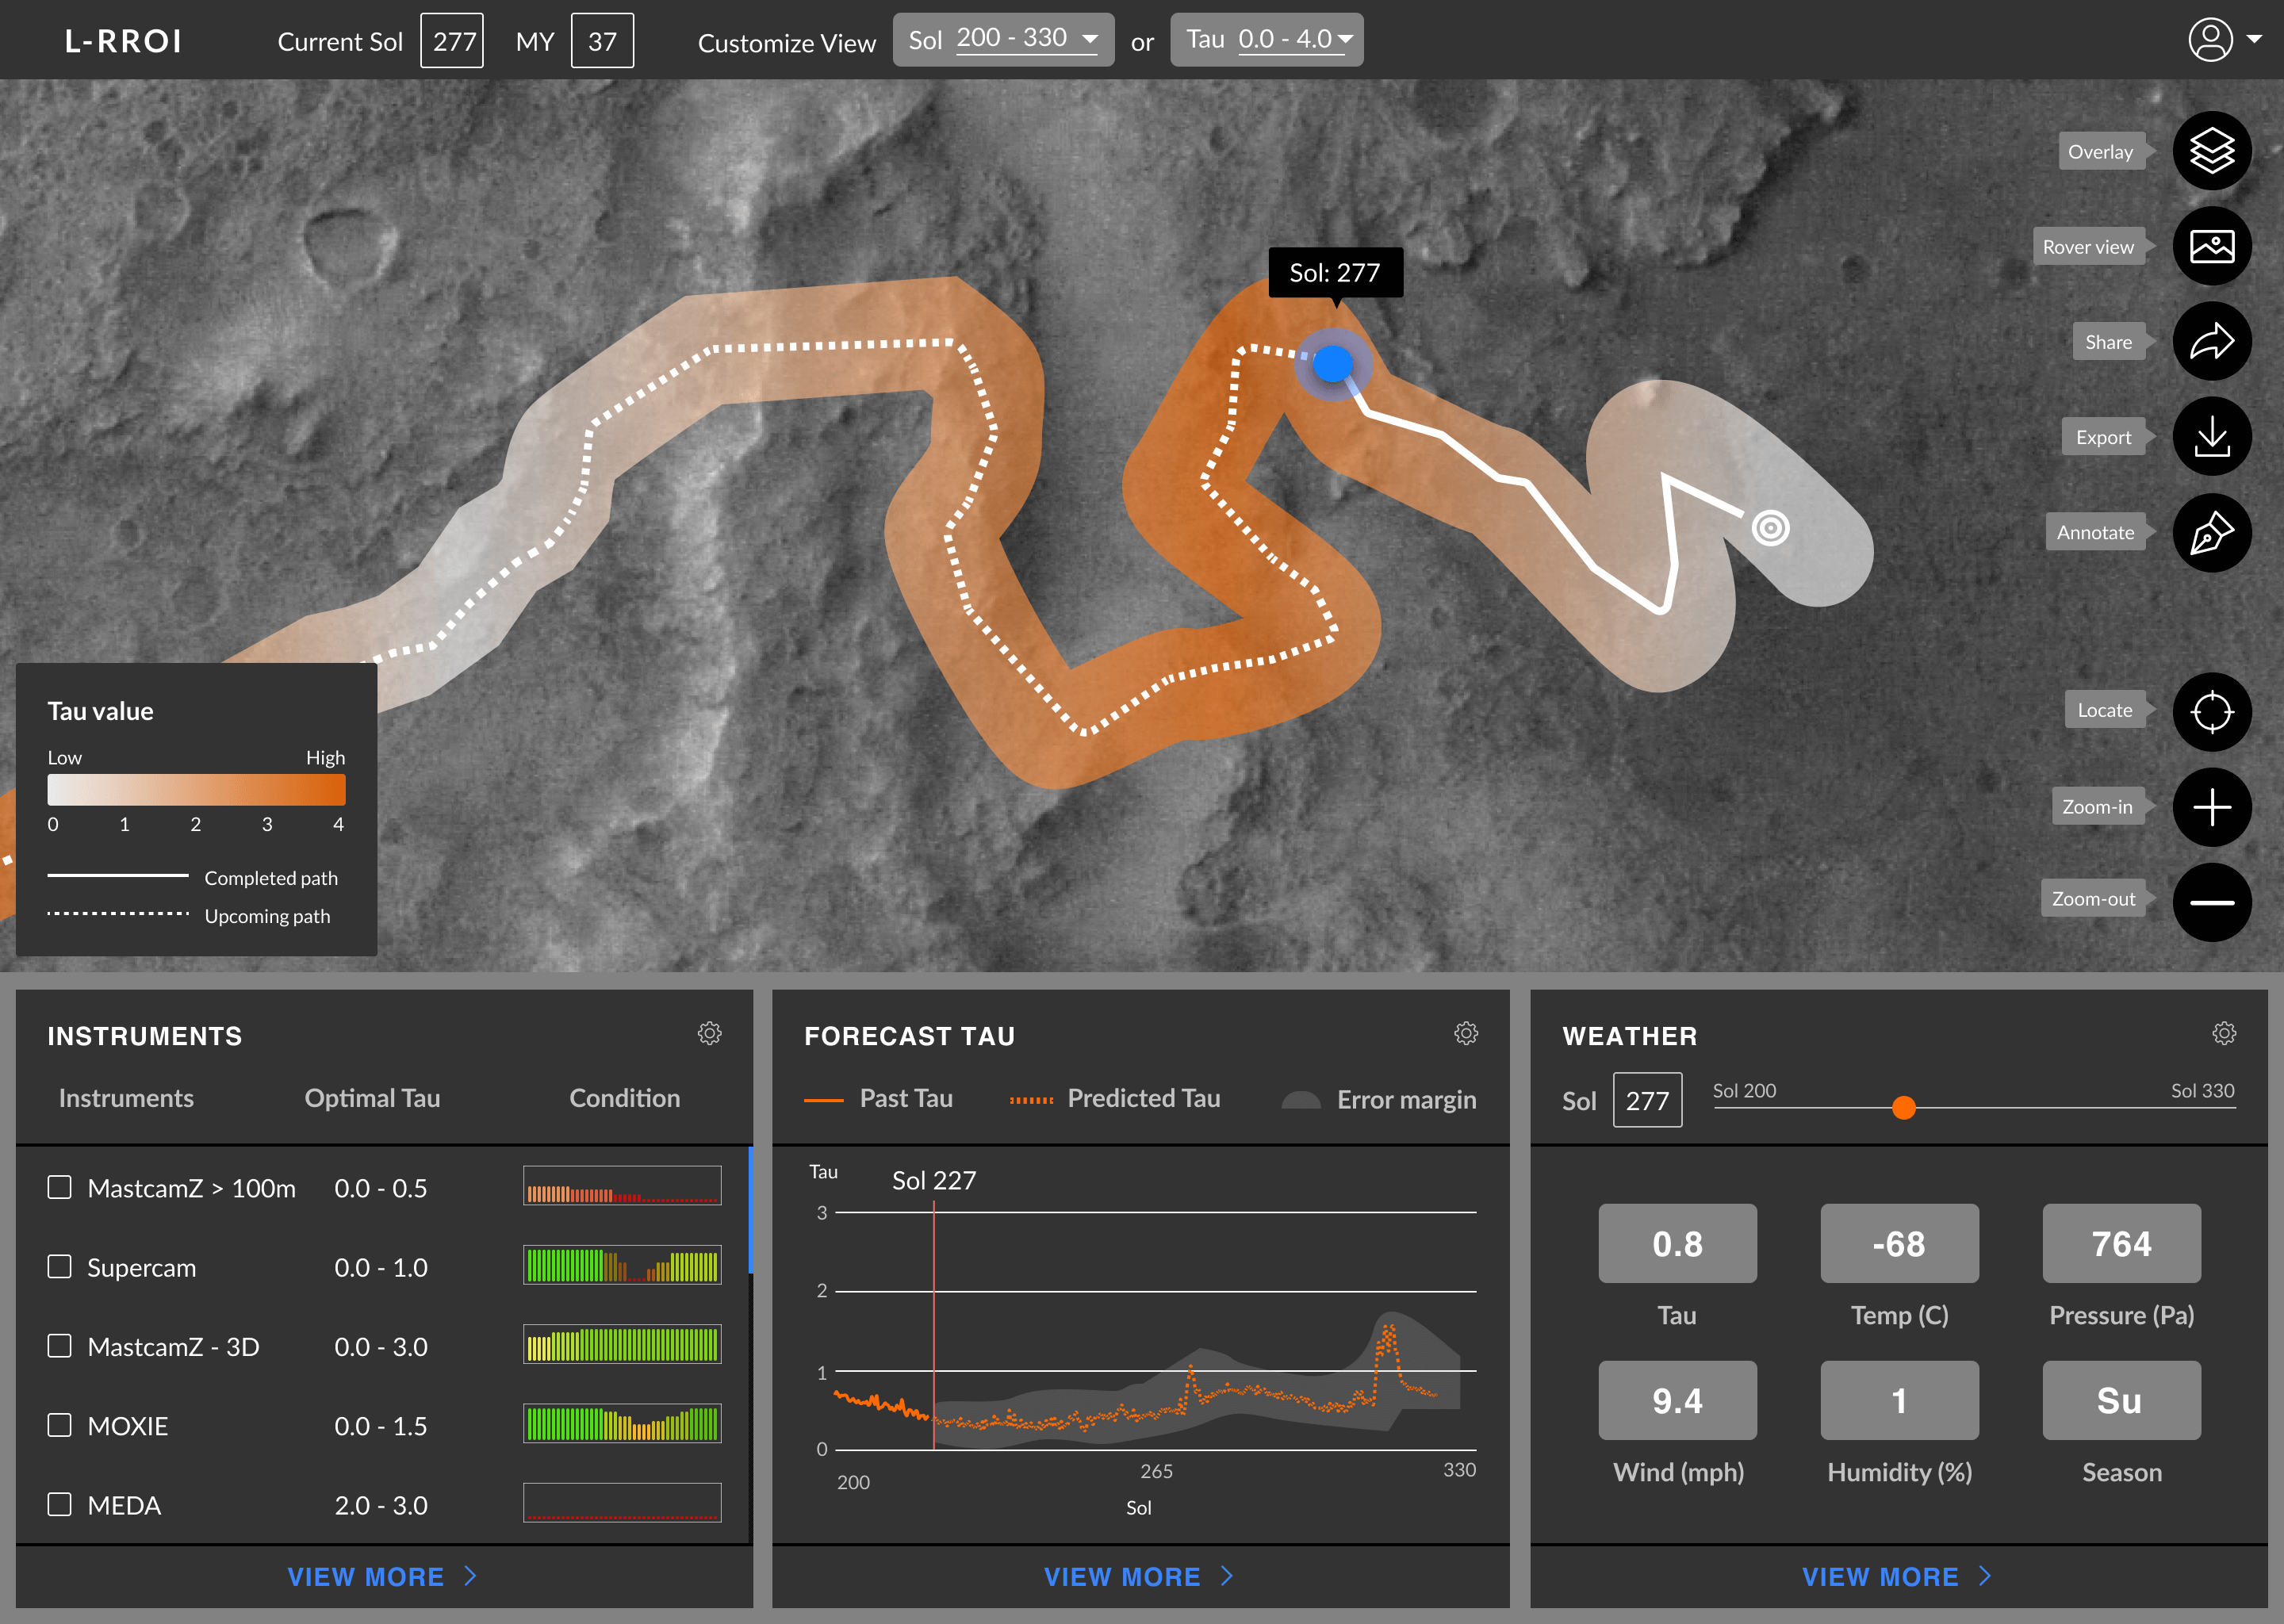 L-RROI Current Sol 277 MY 37 Customize View Sol 200 - 330 or Tau 0.0 - 4.0
Overlay
Rover view
Sol: 277
Share
Export
Annotate
Locate
Zoom-in
Zoom-out
Tau value
Low High
0 1 2 3 4
Completed path
Upcoming path
INSTRUMENTS
Instruments Optimal Tau Condition
MastcamZ > 100m 0.0 - 0.5
Supercam 0.0 - 1.0
MastcamZ - 3D 0.0 - 3.0
MOXIE 0.0 - 1.5
MEDA 2.0 - 3.0
VIEW MORE
FORECAST TAU
Past Tau Predicted Tau Error margin
Tau
Sol 227
3
2
1
0
200 265 330
Sol
VIEW MORE
WEATHER
Sol 277 Sol 200 Sol 330
0.8 -68 764
Tau Temp (C) Pressure (Pa)
9.4 1 Su
Wind (mph) Humidity (%) Season
VIEW MORE